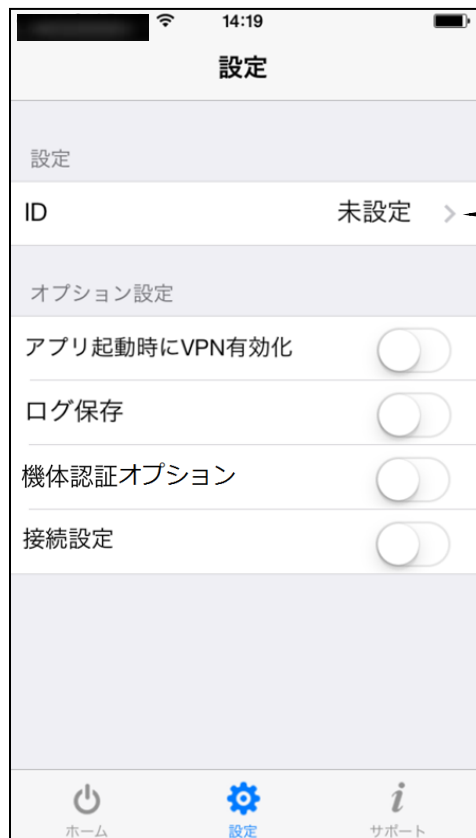 14:19
設定
設定
ID 未設定
オプション設定
アプリ起動時にVPN有効化
ログ保存
機体認証オプション
接続設定
ホーム 設定 サポート